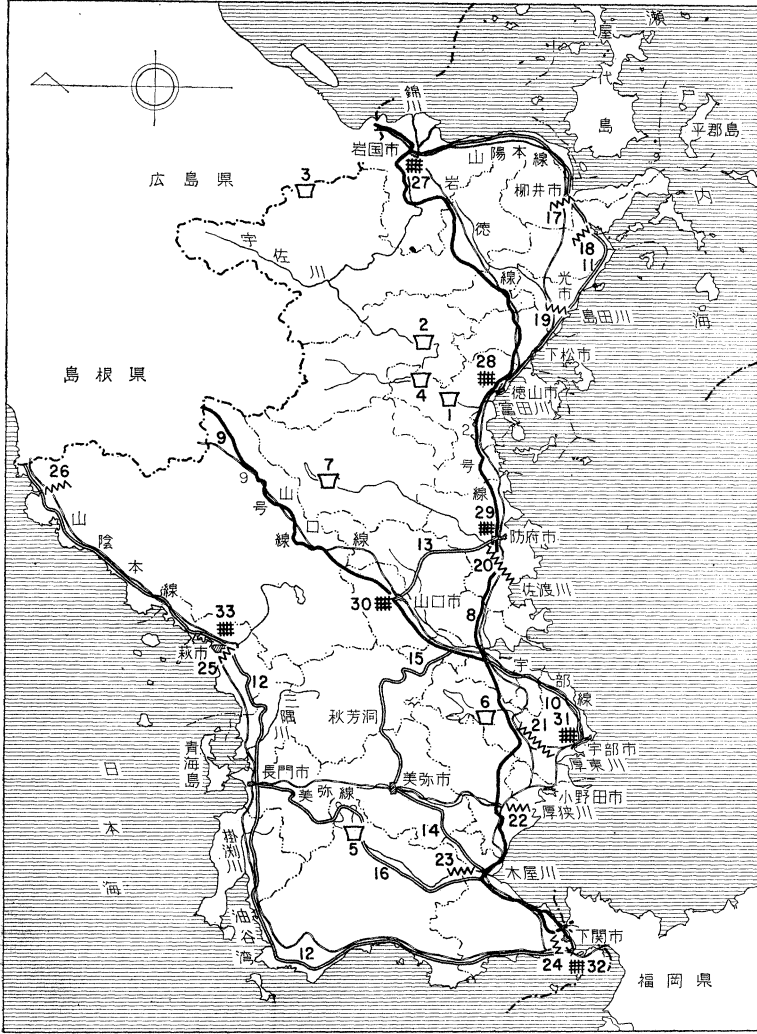 瀬
戸
内
海
屋
島
平郡島
錦川
岩国市
27
山陽本線
岩徳線
広島県
3
宇佐川
柳井市
17
18
11
光市
19
島田川
2
4
1
28
下松市
徳山市
富田川
2号線
島根県
9
9号線
山口線
7
29
防府市
20
佐渡川
13
26
山陰本線
30
山口市
8
33
萩市
25
12
15
宇部線
10
31
宇部市
厚東川
6
21
三隅川
秋芳洞
青海島
長門市
美弥線
美弥市
小野田市
22
厚狭川
日本海
5
14
23
16
木屋川
掛渕川
油谷湾
12
下関市
24
32
福岡県